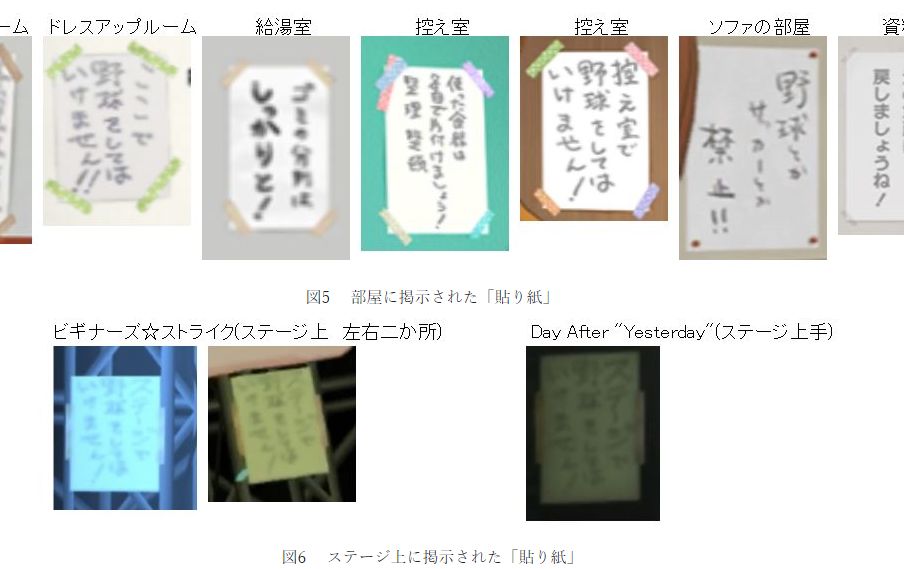 ーム
ドレスアップルーム
給湯室
控え室
控え室
ソファの部屋
資料
ここで
野球をしては
いけません!!
ゴミの分別は
しっかりと!
使った食器は
各自で片付けましょう!
整理整頓
控え室で
野球をしては
いけません!
野球とか
サッカーとか
禁止!!
戻しましょうね!
図5 部屋に掲示された「貼り紙」
ビギナーズ☆ストライク(ステージ上 左右二か所)
Day After "Yesterday"(ステージ上手)
ステージで
野球をしては
いけません!
ステージで
野球をしては
いけません!
ステージで
野球をしては
いけません!
図6 ステージ上に掲示された「貼り紙」